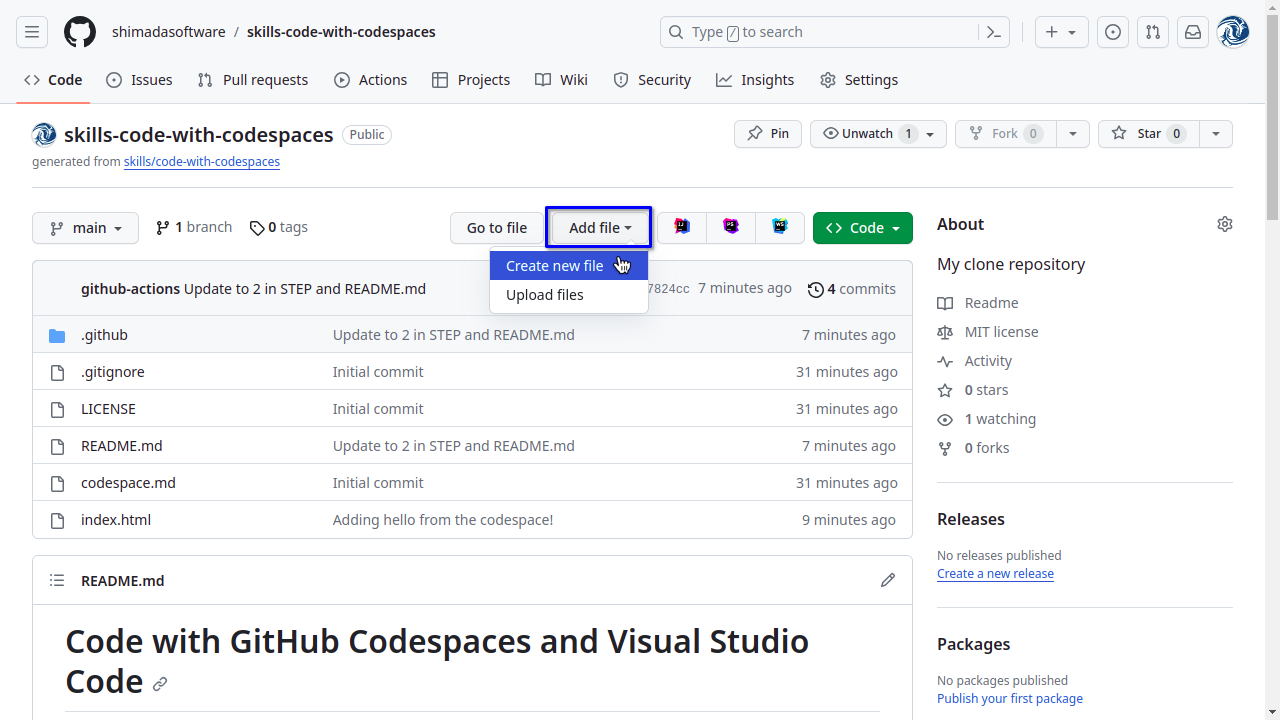 shimadasoftware / skills-code-with-codespaces Type / to search
Code Issues Pull requests Actions Projects Wiki Security Insights Settings
skills-code-with-codespaces Public Pin Unwatch 1 Fork 0 Star 0
generated from skills/code-with-codespaces
main 1 branch 0 tags Go to file Add file Code
Create new file
Upload files
github-actions Update to 2 in STEP and README.md 7824cc 7 minutes ago 4 commits
.github Update to 2 in STEP and README.md 7 minutes ago
.gitignore Initial commit 31 minutes ago
LICENSE Initial commit 31 minutes ago
README.md Update to 2 in STEP and README.md 7 minutes ago
codespace.md Initial commit 31 minutes ago
index.html Adding hello from the codespace! 9 minutes ago
README.md
Code with GitHub Codespaces and Visual Studio
Code
About
My clone repository
Readme
MIT license
Activity
0 stars
1 watching
0 forks
Releases
No releases published
Create a new release
Packages
No packages published
Publish your first package